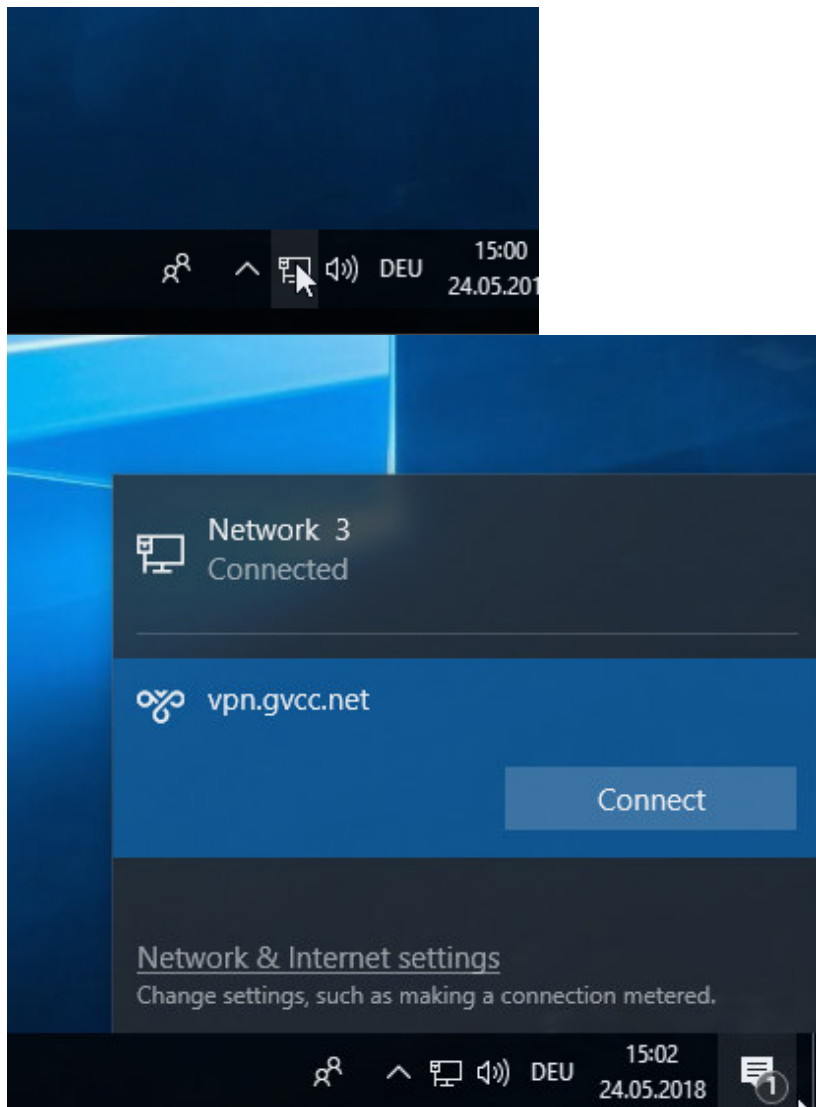 DEU
15:00
24.05.201
Network 3
Connected
vpn.gvcc.net
Connect
Network & Internet settings
Change settings, such as making a connection metered.
DEU
15:02
24.05.2018
1